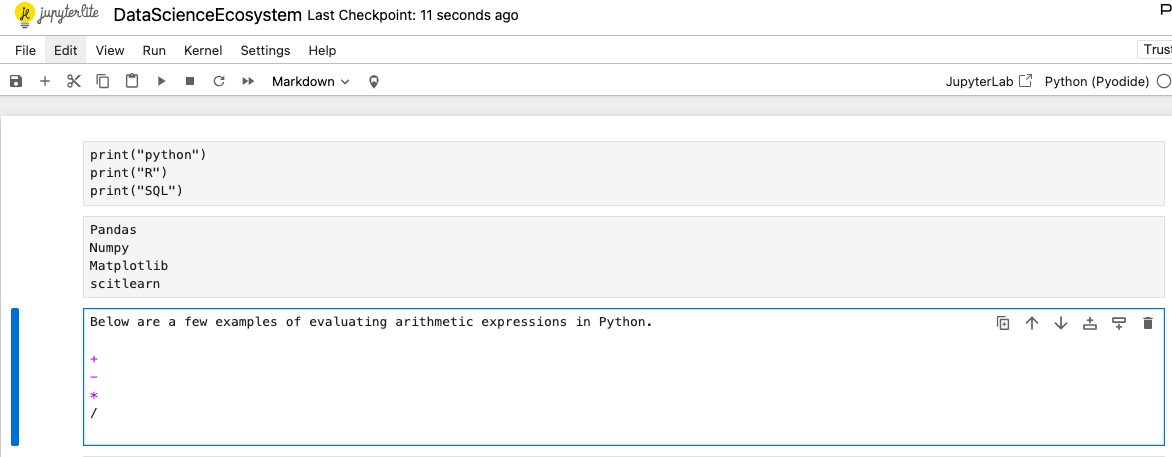 jupyterlite DataScienceEcosystem Last Checkpoint: 11 seconds ago
File Edit View Run Kernel Settings Help
Trust
Markdown JupyterLab Python (Pyodide)
print("python")
print("R")
print("SQL")
Pandas
Numpy
Matplotlib
scitlearn
Below are a few examples of evaluating arithmetic expressions in Python.
+
-
*
/